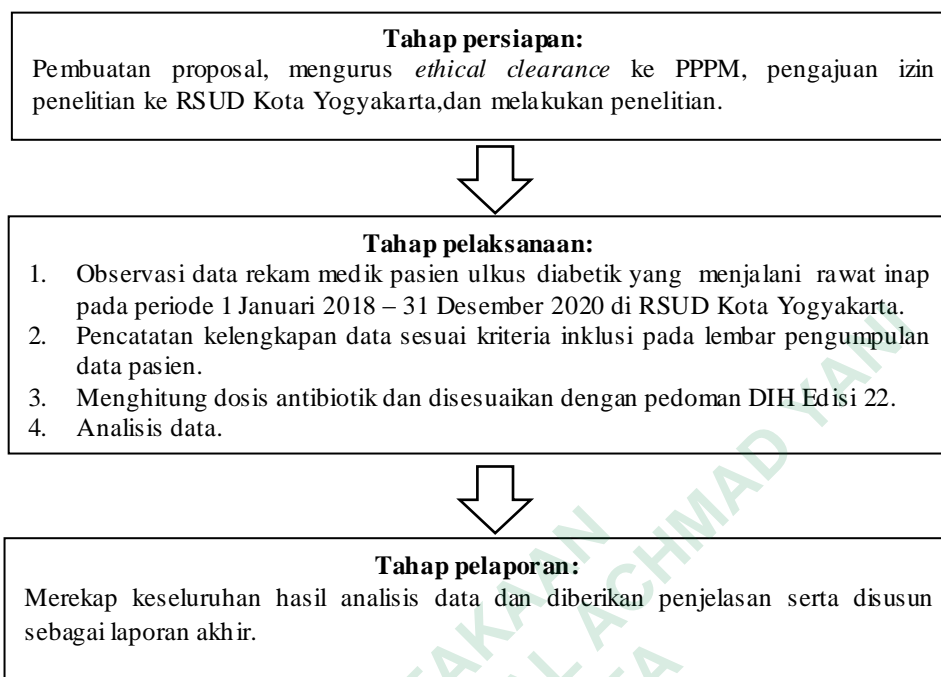 Tahap persiapan:
Pembuatan proposal, mengurus ethical clearance ke PPPM, pengajuan izin
penelitian ke RSUD Kota Yogyakarta,dan melakukan penelitian.
Tahap pelaksanaan:
1. Observasi data rekam medik pasien ulkus diabetik yang menjalani rawat inap
pada periode 1 Januari 2018 – 31 Desember 2020 di RSUD Kota Yogyakarta.
2. Pencatatan kelengkapan data sesuai kriteria inklusi pada lembar pengumpulan
data pasien.
3. Menghitung dosis antibiotik dan disesuaikan dengan pedoman DIH Edisi 22.
4. Analisis data.
Tahap pelaporan:
Merekap keseluruhan hasil analisis data dan diberikan penjelasan serta disusun
sebagai laporan akhir.
ACHMAD YANI